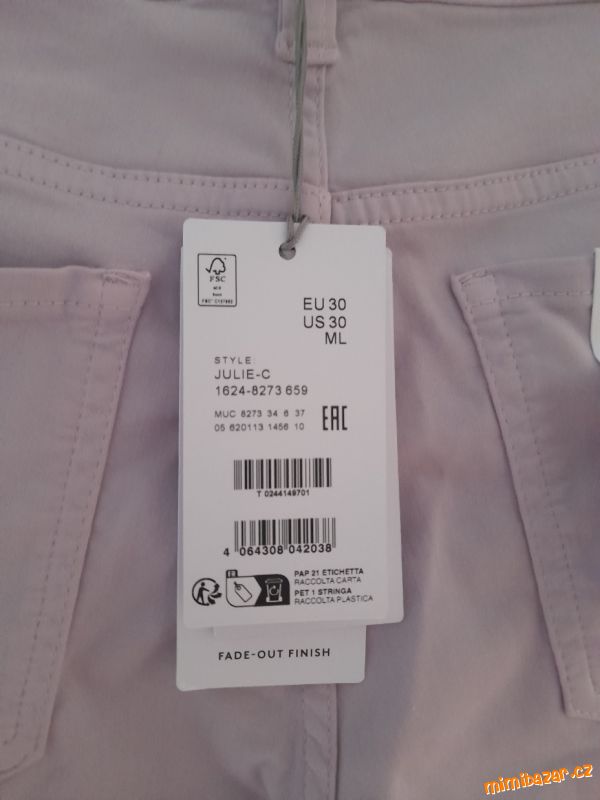 FSC
EU 30
US 30
ML
STYLE:
JULIE-C
1624-8273 659
MUC 8273 34 6 37
05 620113 1456 10
EAC
T 0244149701
4 064308 042038
FR
PAP 21 ETICHETTA
RACCOLTA CARTA
PET 1 STRINGA
RACCOLTA PLASTICA
FADE-OUT FINISH
mimibazar.cz